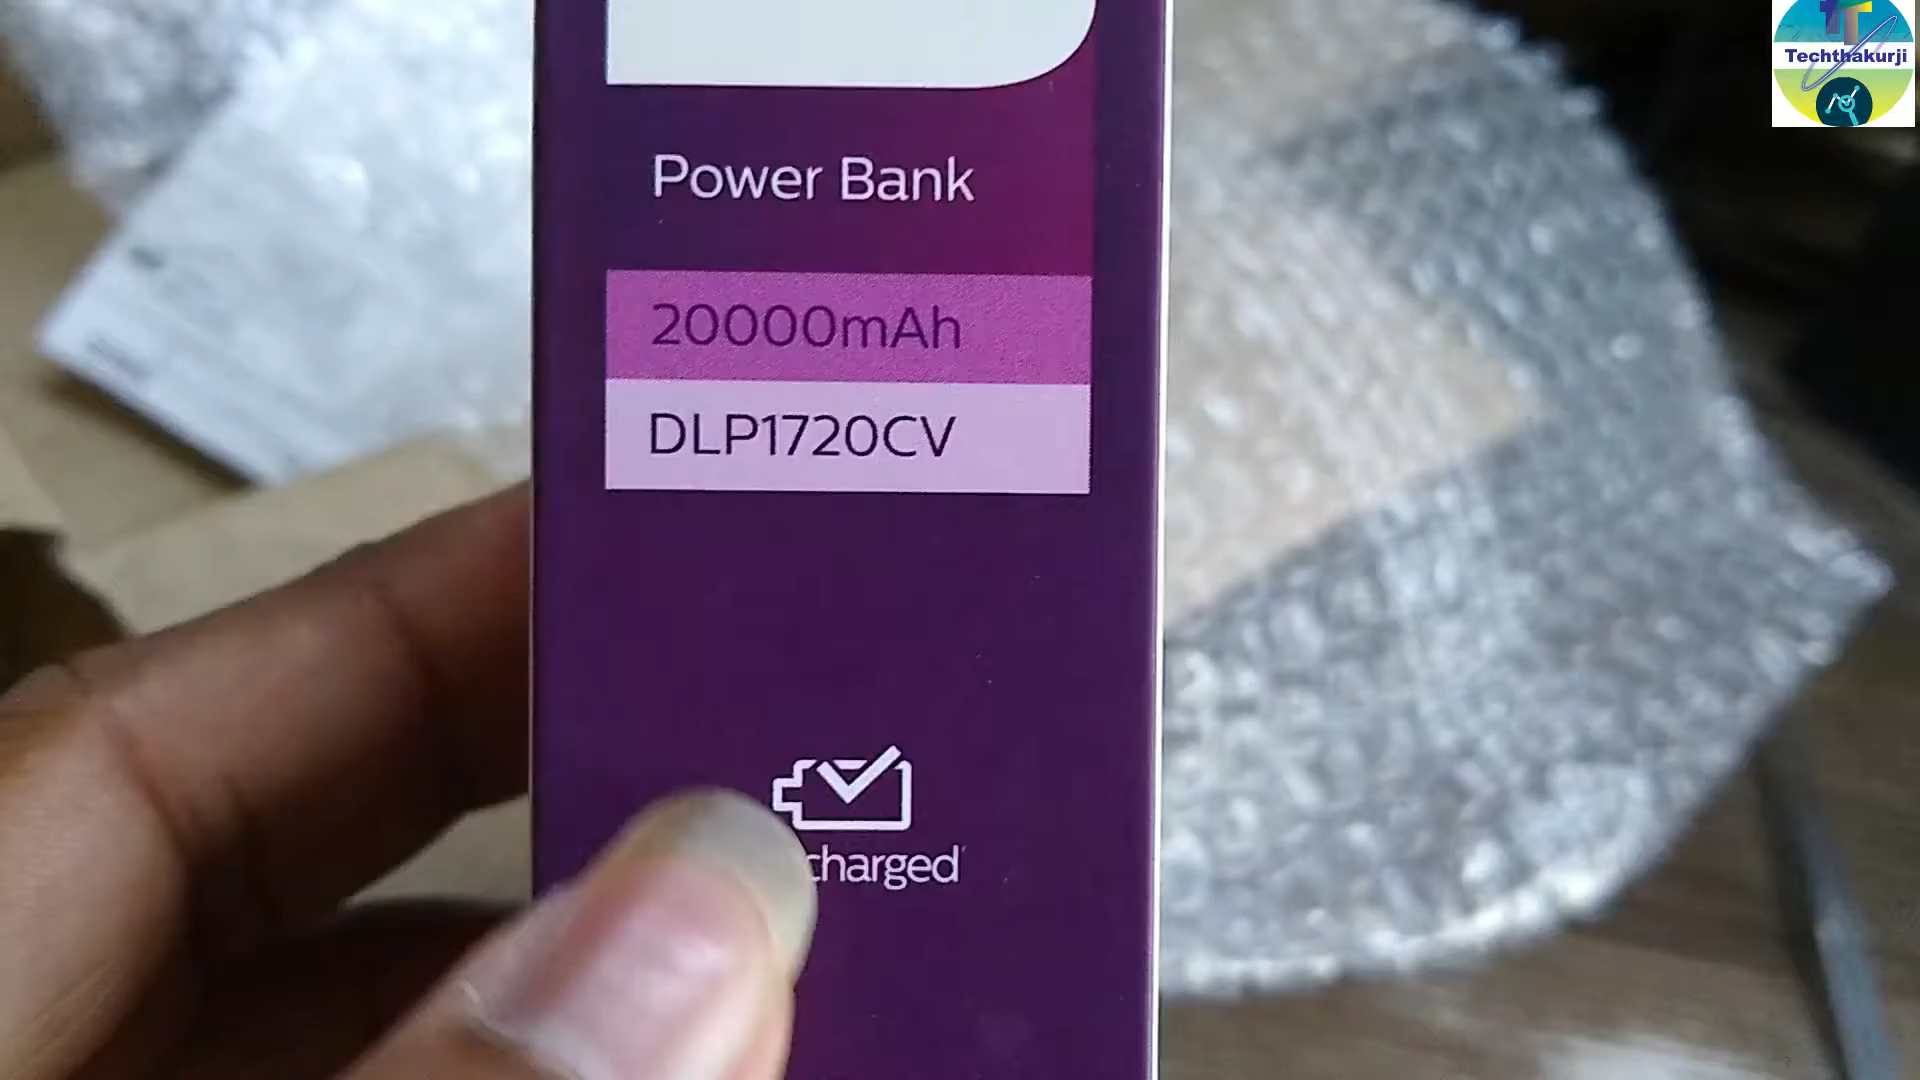 Techthakurji
Power Bank
20000mAh
DLP1720CV
charged